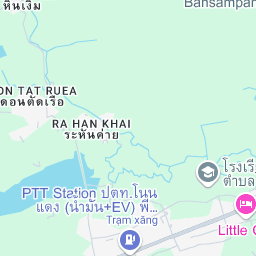 หินเงิม
Bansampan
ON TAT RUEA
ดอนตัดเรือ
RA HAN KHAI
ระหันค่าย
โรงเรี
ตำบล
PTT Station ปตท.โนน
แดง (น้ำมัน+EV) พี...
Trạm xăng
Little